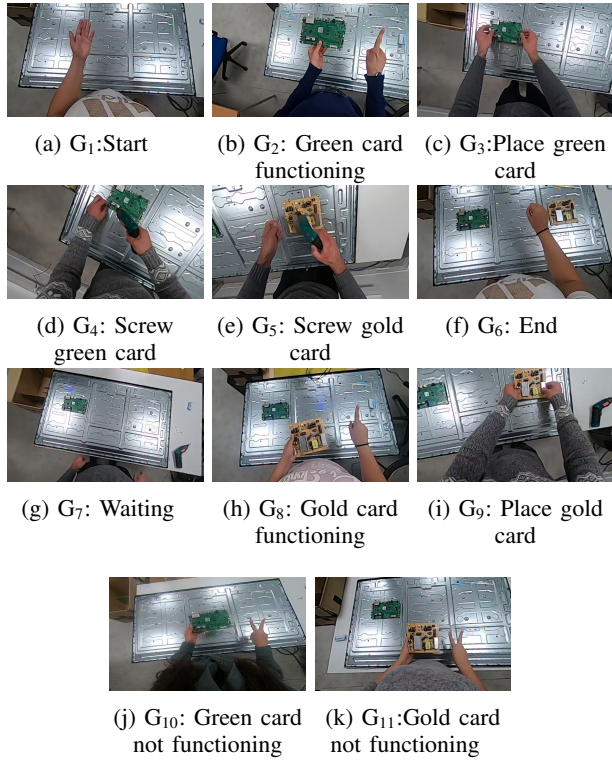 (a) G₁:Start
(b) G₂: Green card
functioning
(c) G₃:Place green
card
(d) G₄: Screw
green card
(e) G₅: Screw gold
card
(f) G₆: End
(g) G₇: Waiting
(h) G₈: Gold card
functioning
(i) G₉: Place gold
card
(j) G₁₀: Green card
not functioning
(k) G₁₁:Gold card
not functioning